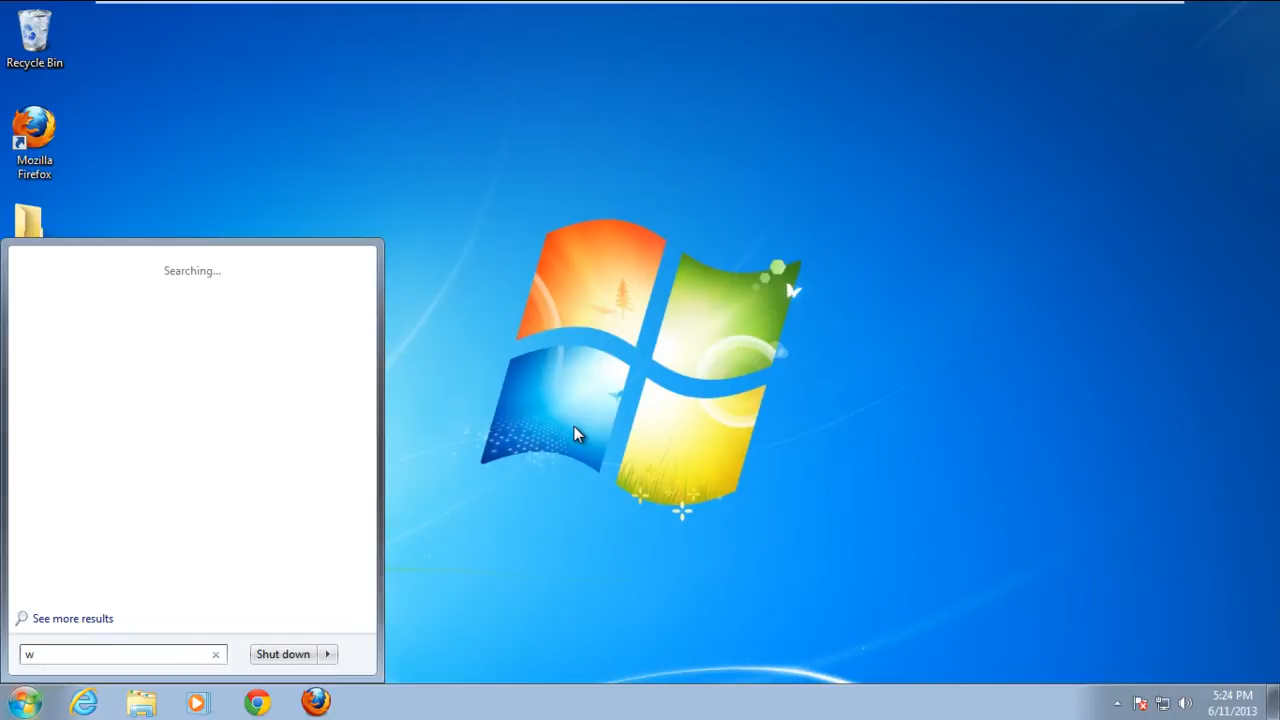 Recycle Bin
Mozilla
Firefox
Searching...
See more results
w
Shut down
5:24 PM
6/11/2013